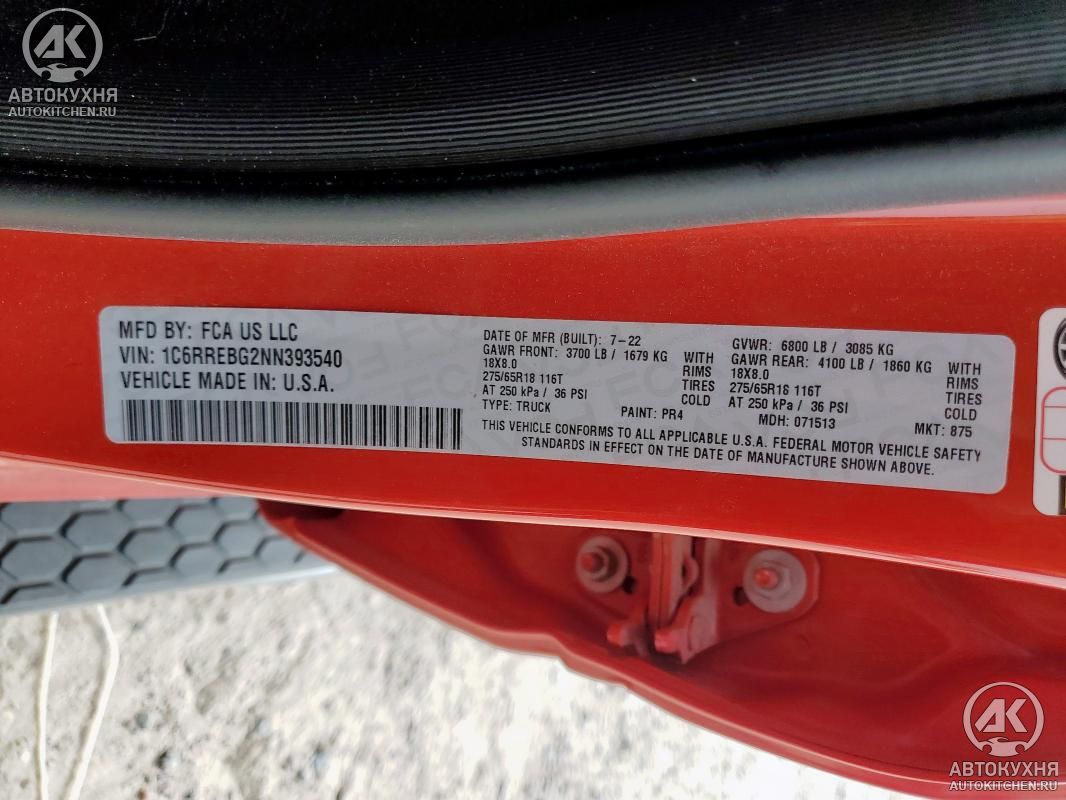 AK
АВТОКУХНЯ
AUTOKITCHEN.RU
MFD BY: FCA US LLC
VIN: 1C6RREBG2NN393540
VEHICLE MADE IN: U.S.A.
DATE OF MFR (BUILT): 7-22
GAWR FRONT: 3700 LB / 1679 KG WITH
18X8.0 RIMS
275/65R18 116T TIRES
AT 250 kPa / 36 PSI COLD
TYPE: TRUCK PAINT: PR4
GVWR: 6800 LB / 3085 KG
GAWR REAR: 4100 LB / 1860 KG WITH
18X8.0 RIMS
275/65R18 116T TIRES
AT 250 kPa / 36 PSI COLD
MDH: 071513 MKT: 875
THIS VEHICLE CONFORMS TO ALL APPLICABLE U.S.A. FEDERAL MOTOR VEHICLE SAFETY
STANDARDS IN EFFECT ON THE DATE OF MANUFACTURE SHOWN ABOVE.
AK
АВТОКУХНЯ
AUTOKITCHEN.RU